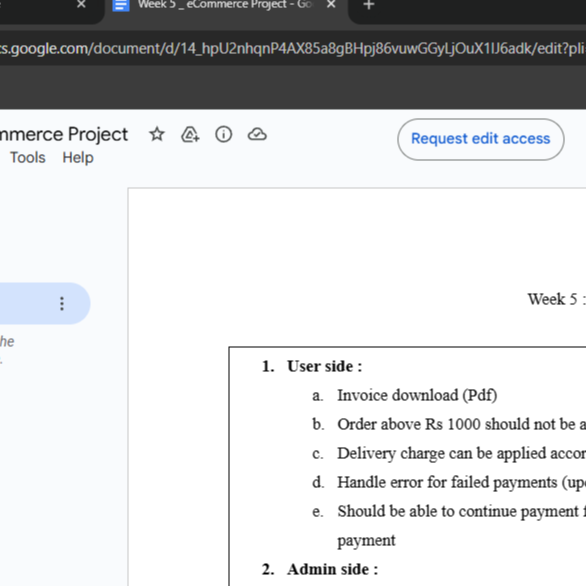 Week 5 _ eCommerce Project - Go
cs.google.com/document/d/14_hpU2nhqnP4AX85a8gBHpj86vuwGGyLjOuX1IJ6adk/edit?pli
mmerce Project
Request edit access
Tools Help
Week 5 :
he
1. User side :
a. Invoice download (Pdf)
b. Order above Rs 1000 should not be a
c. Delivery charge can be applied accor
d. Handle error for failed payments (up
e. Should be able to continue payment f
payment
2. Admin side :